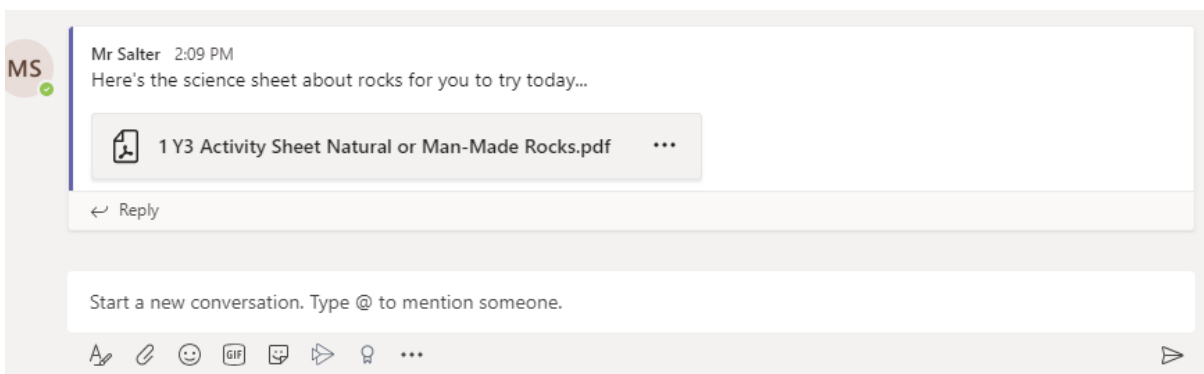 MS
Mr Salter 2:09 PM
Here's the science sheet about rocks for you to try today...
1 Y3 Activity Sheet Natural or Man-Made Rocks.pdf
Reply
Start a new conversation. Type @ to mention someone.
GIF